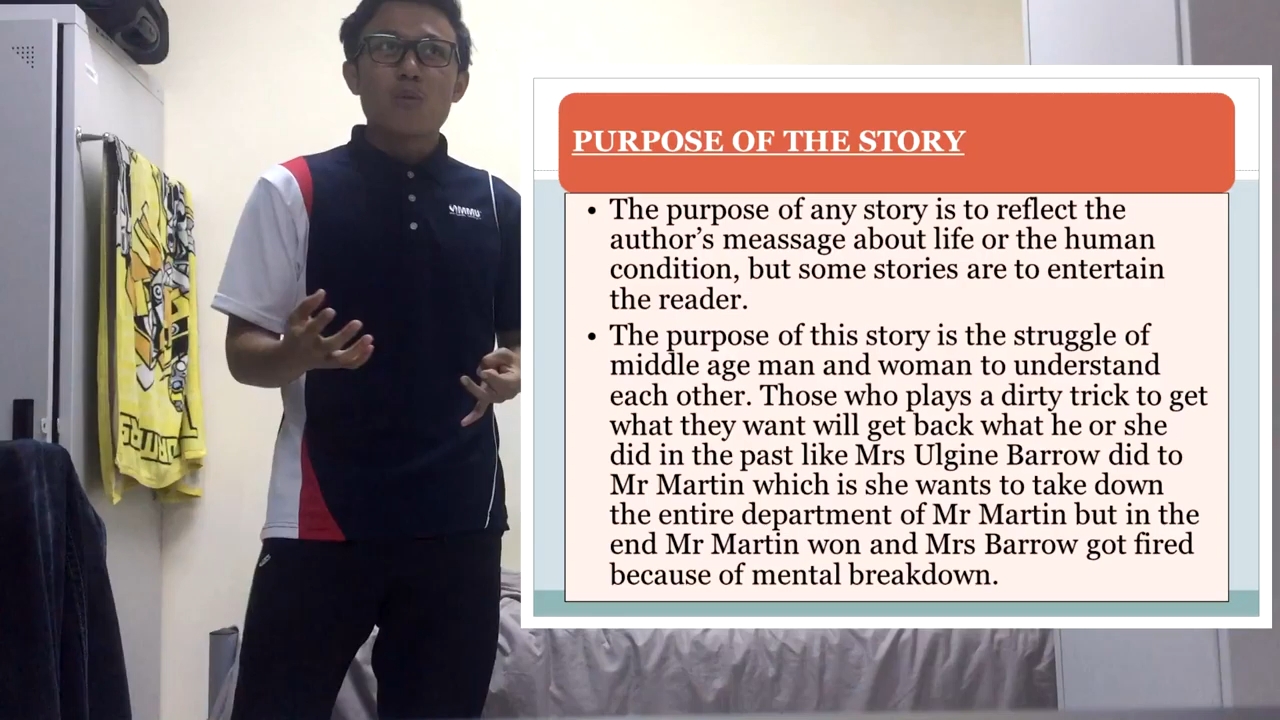 MMU
PURPOSE OF THE STORY
• The purpose of any story is to reflect the
author's meassage about life or the human
condition, but some stories are to entertain
the reader.
• The purpose of this story is the struggle of
middle age man and woman to understand
each other. Those who plays a dirty trick to get
what they want will get back what he or she
did in the past like Mrs Ulgine Barrow did to
Mr Martin which is she wants to take down
the entire department of Mr Martin but in the
end Mr Martin won and Mrs Barrow got fired
because of mental breakdown.